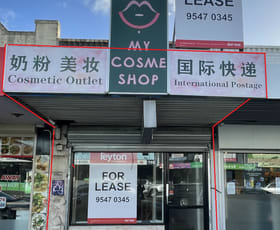 LEASE
9547 0345
MY
COSME
SHOP
奶粉 美妆
Cosmetic Outlet
国际快递
International Postage
leyton
FOR
LEASE
9547 0345